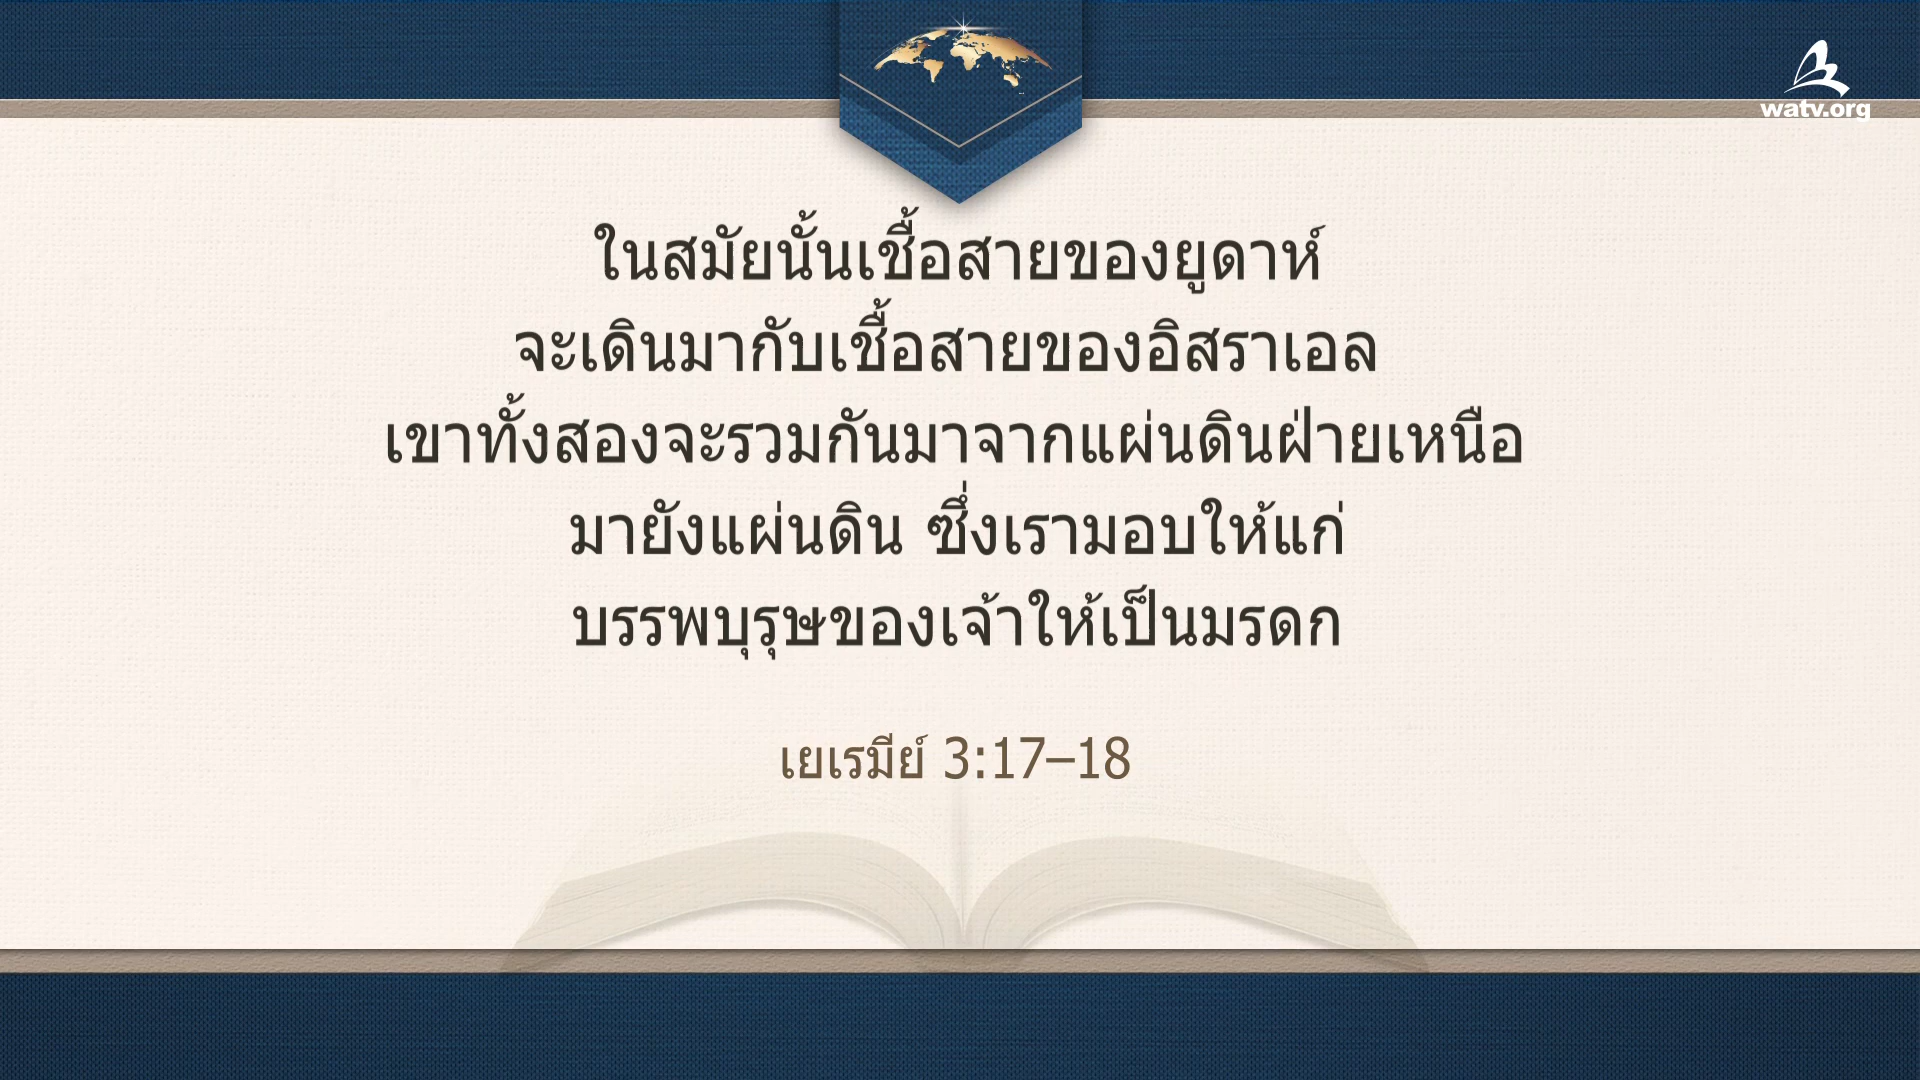 watv.org
ในสมัยนั้นเชื้อสายของยูดาห์
จะเดินมากับเชื้อสายของอิสราเอล
เขาทั้งสองจะรวมกันมาจากแผ่นดินฝ่ายเหนือ
มายังแผ่นดิน ซึ่งเรามอบให้แก่
บรรพบุรุษของเจ้าให้เป็นมรดก
เยเรมีย์ 3:17–18